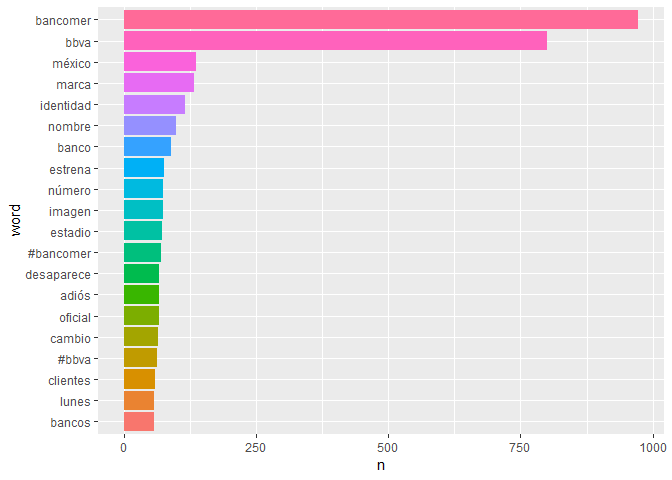 bancomer
bbva
méxico
marca
identidad
nombre
banco
estrena
número
imagen
estadio
#bancomer
desaparece
adiós
oficial
cambio
#bbva
clientes
lunes
bancos
word
0 250 500 750 1000
n